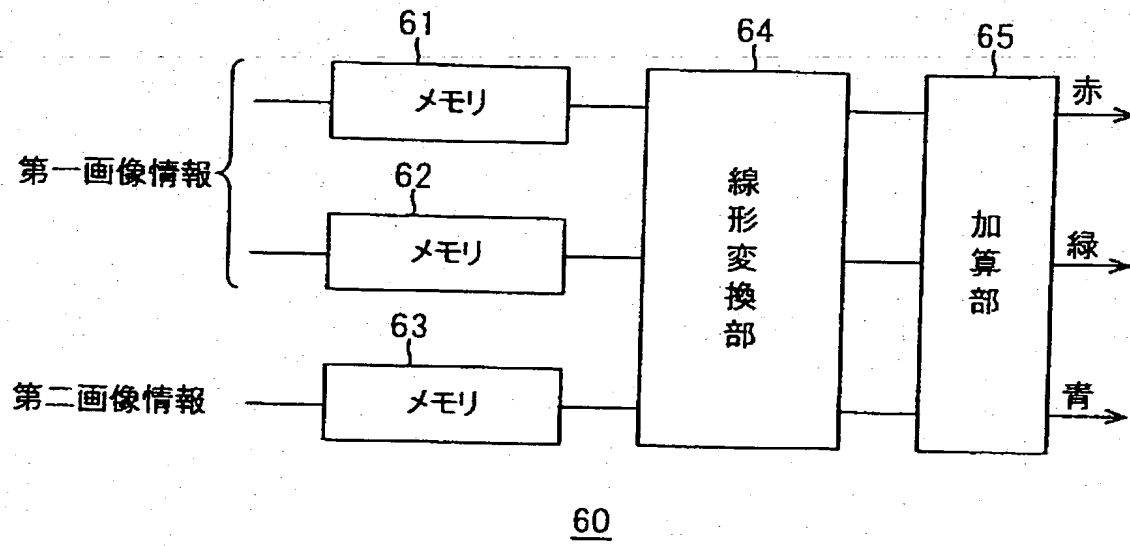 61
メモリ
64
65
赤
第一画像情報
62
メモリ
線形変換部
加算部
緑
63
第二画像情報
メモリ
青
60